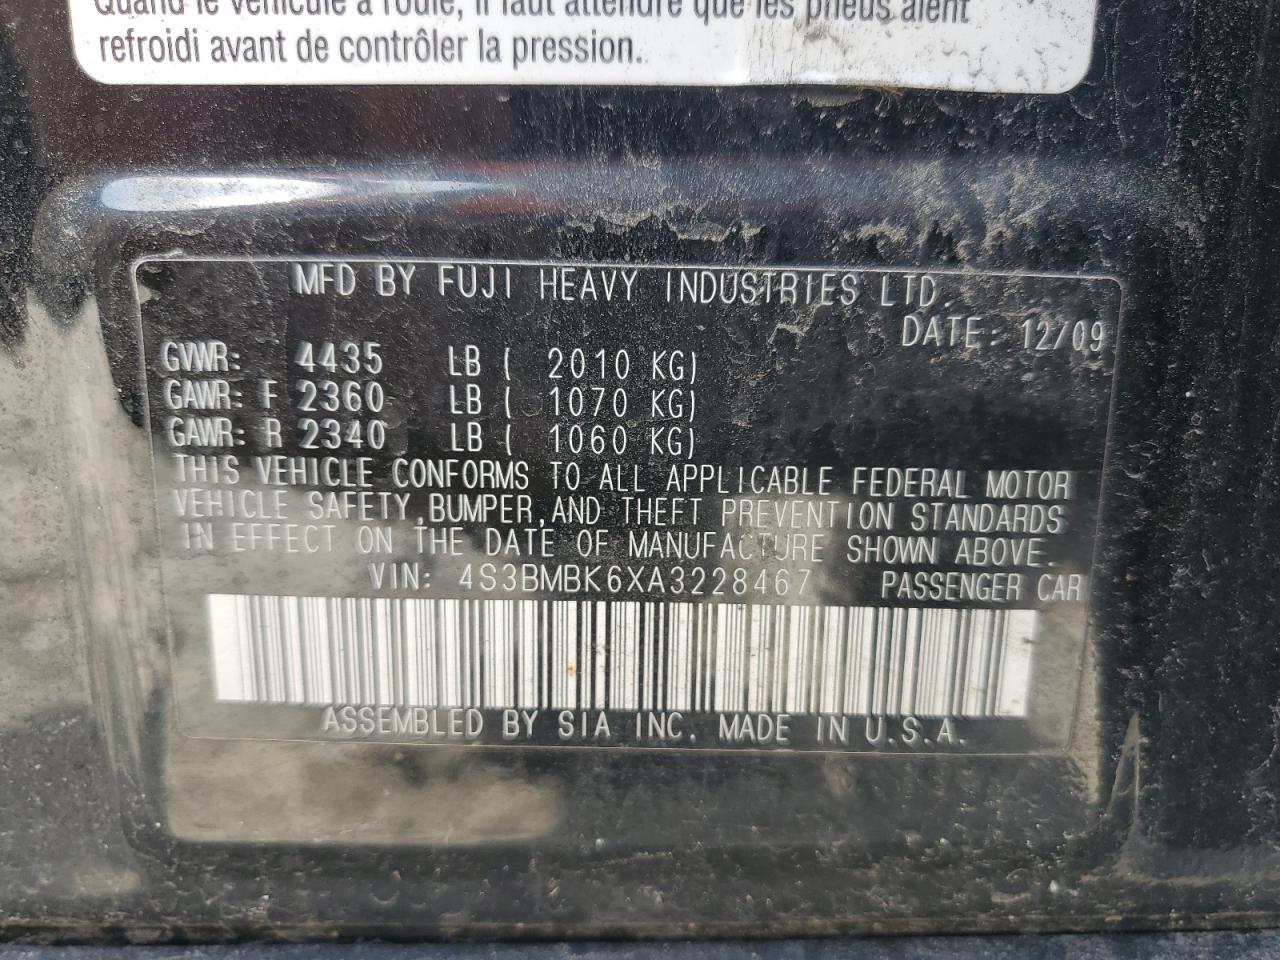 Quand le véhicule a roulé, il faut attendre que les pneus aient
refroidi avant de contrôler la pression.
MFD BY FUJI HEAVY INDUSTRIES LTD.
DATE: 12/09
GVWR: 4435 LB ( 2010 KG)
GAWR: F 2360 LB ( 1070 KG)
GAWR: R 2340 LB ( 1060 KG)
THIS VEHICLE CONFORMS TO ALL APPLICABLE FEDERAL MOTOR
VEHICLE SAFETY,BUMPER,AND THEFT PREVENTION STANDARDS
IN EFFECT ON THE DATE OF MANUFACTURE SHOWN ABOVE.
VIN: 4S3BMBK6XA3228467 PASSENGER CAR
ASSEMBLED BY SIA INC. MADE IN U.S.A.